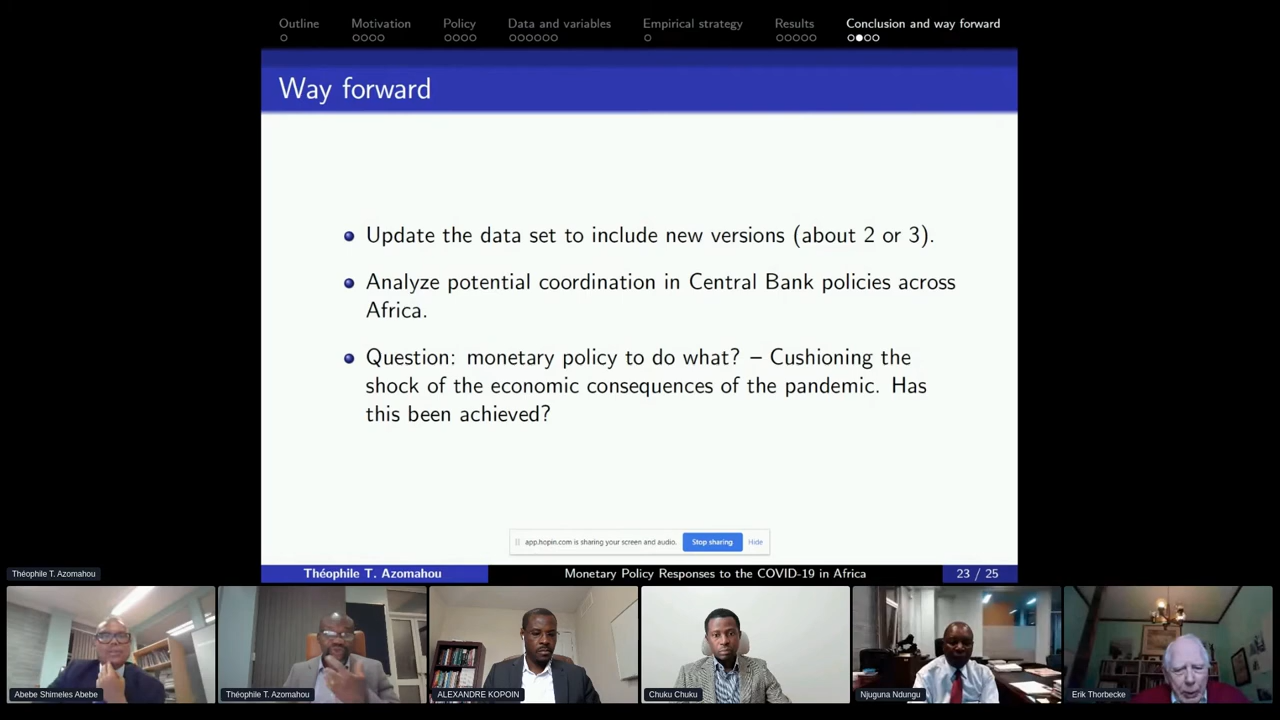 Outline Motivation Policy Data and variables Empirical strategy Results Conclusion and way forward
Way forward
Update the data set to include new versions (about 2 or 3).
Analyze potential coordination in Central Bank policies across
Africa.
Question: monetary policy to do what? – Cushioning the
shock of the economic consequences of the pandemic. Has
this been achieved?
app.hopin.com is sharing your screen and audio. Stop sharing Hide
Théophile T. Azomahou Monetary Policy Responses to the COVID-19 in Africa 23 / 25
Théophile T. Azomahou
Abebe Shimeles Abebe Théophile T. Azomahou ALEXANDRE KOPOIN Chuku Chuku Njuguna Ndungu Erik Thorbecke